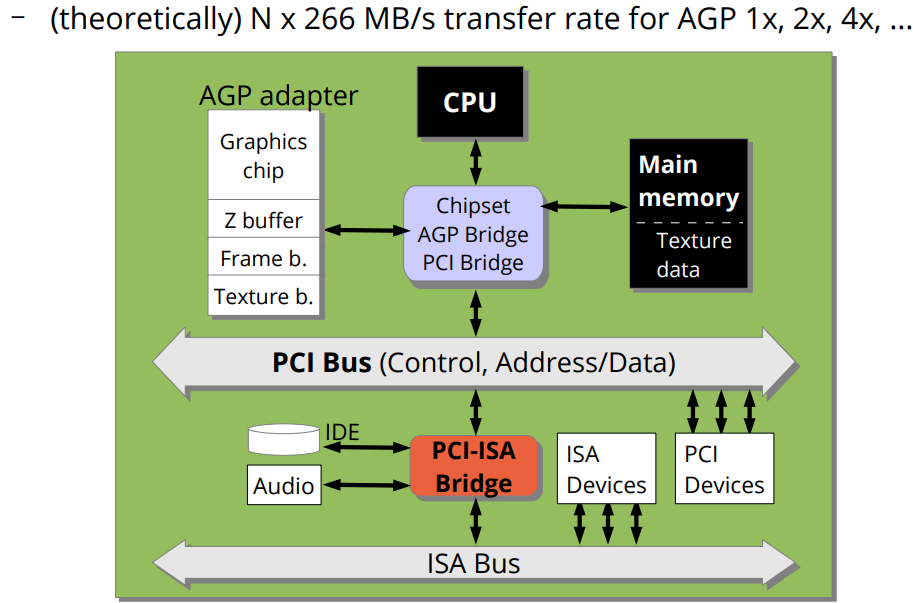 – (theoretically) N x 266 MB/s transfer rate for AGP 1x, 2x, 4x, ...
AGP adapter
Graphics
chip
Z buffer
Frame b.
Texture b.
CPU
Chipset
AGP Bridge
PCI Bridge
Main
memory
Texture
data
PCI Bus (Control, Address/Data)
IDE
Audio
PCI-ISA
Bridge
ISA
Devices
PCI
Devices
ISA Bus